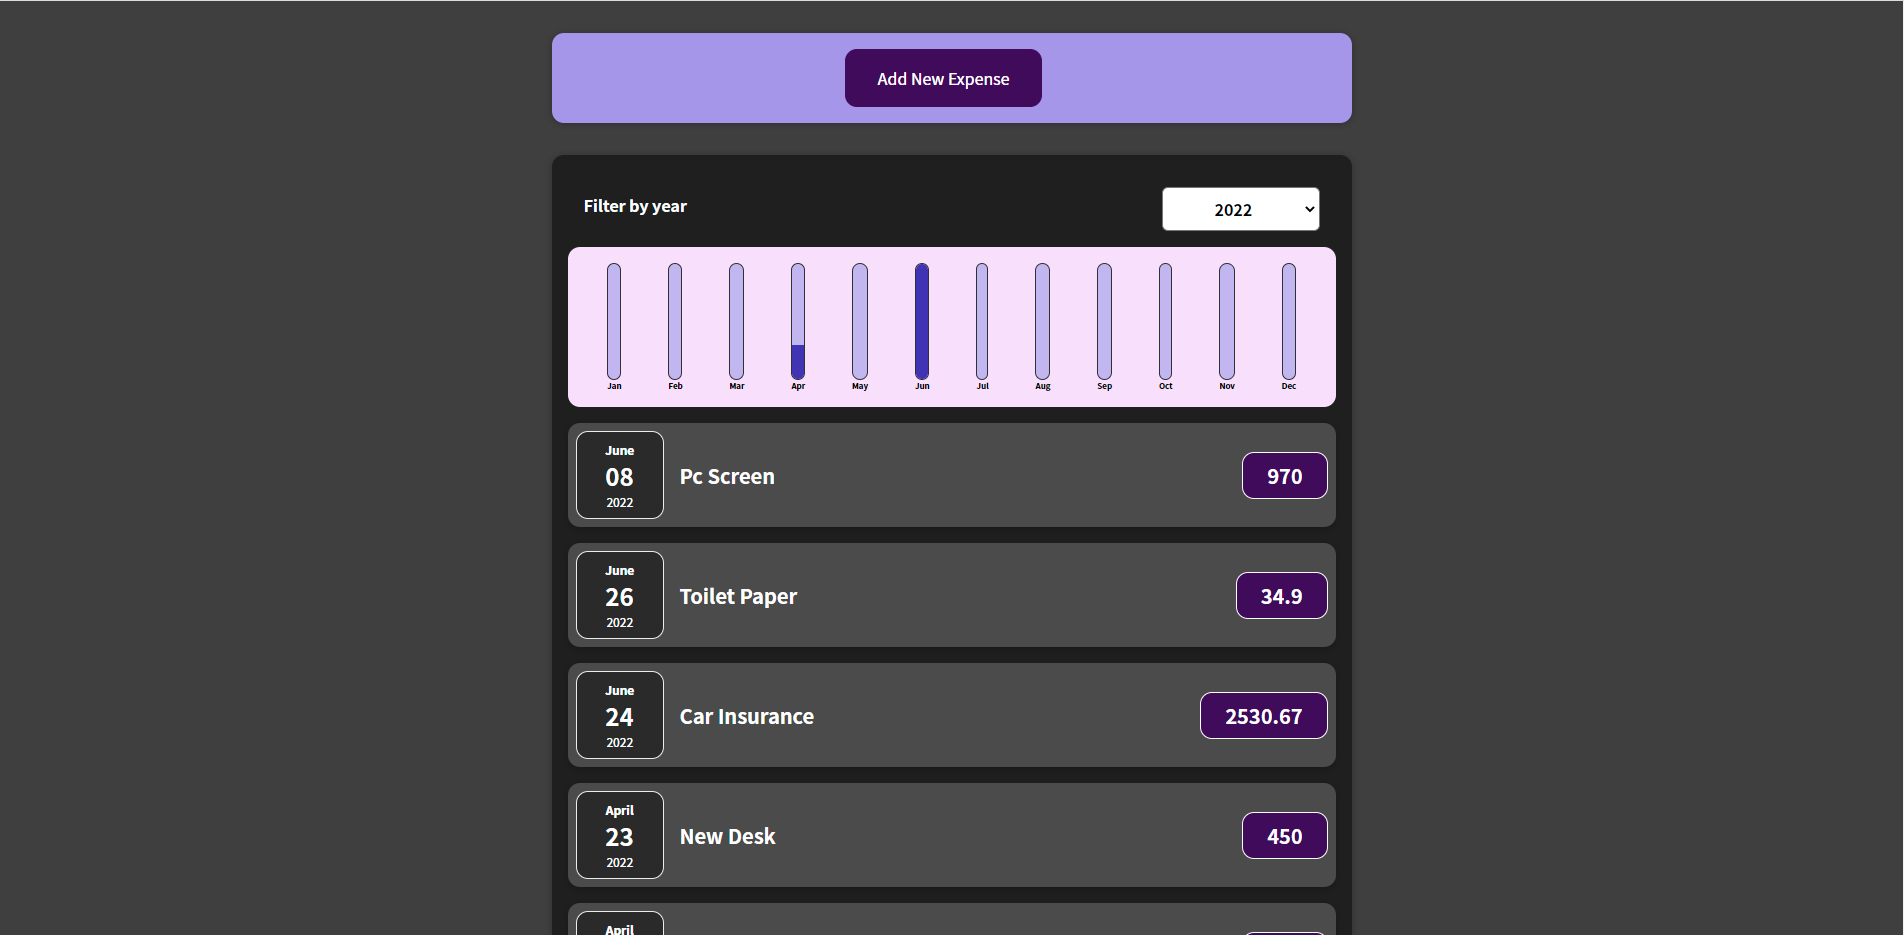 Add New Expense
Filter by year
2022
Jan Feb Mar Apr May Jun Jul Aug Sep Oct Nov Dec
June
08
2022
Pc Screen
970
June
26
2022
Toilet Paper
34.9
June
24
2022
Car Insurance
2530.67
April
23
2022
New Desk
450
April